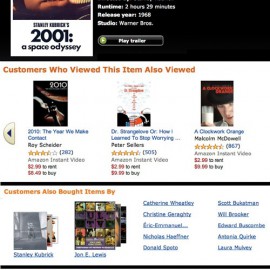 STANLEY KUBRICK'S
2001:
a space odyssey
Runtime: 2 hours 29 minutes
Release year: 1968
Studio: Warner Bros.
Play trailer
Customers Who Viewed This Item Also Viewed
2010
2010: The Year We Make
Contact
Roy Scheider
(282)
Amazon Instant Video
$2.99 to rent
$6.49 to buy
Dr. Strangelove Or: How I
Learned To Stop Worrying ...
Peter Sellers
(505)
Amazon Instant Video
$2.99 to rent
$9.99 to buy
A Clockwork Orange
Malcolm McDowell
(867)
Amazon Instant Video
$2.99 to rent
$9.99 to buy
Customers Also Bought Items By
Stanley Kubrick
Jon E. Lewis
Catherine Wheatley
Christine Geraghty
Eric-Emmanuel...
Nicholas Haeffner
Donald Spoto
Scott Bukatman
Will Brooker
Edward Buscombe
Antonia Quirke
Laura Mulvey